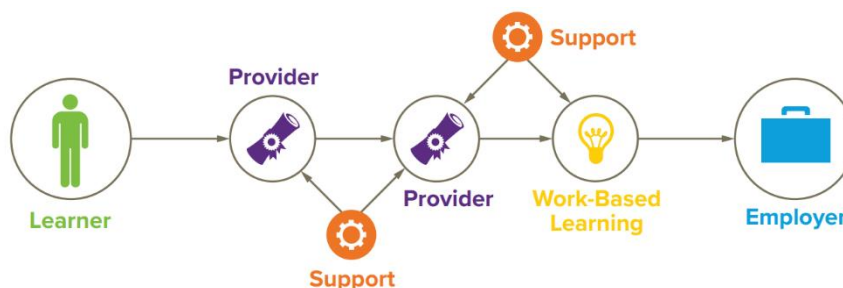 Support
Provider
Provider
Learner
Work-Based
Learning
Employer
Support